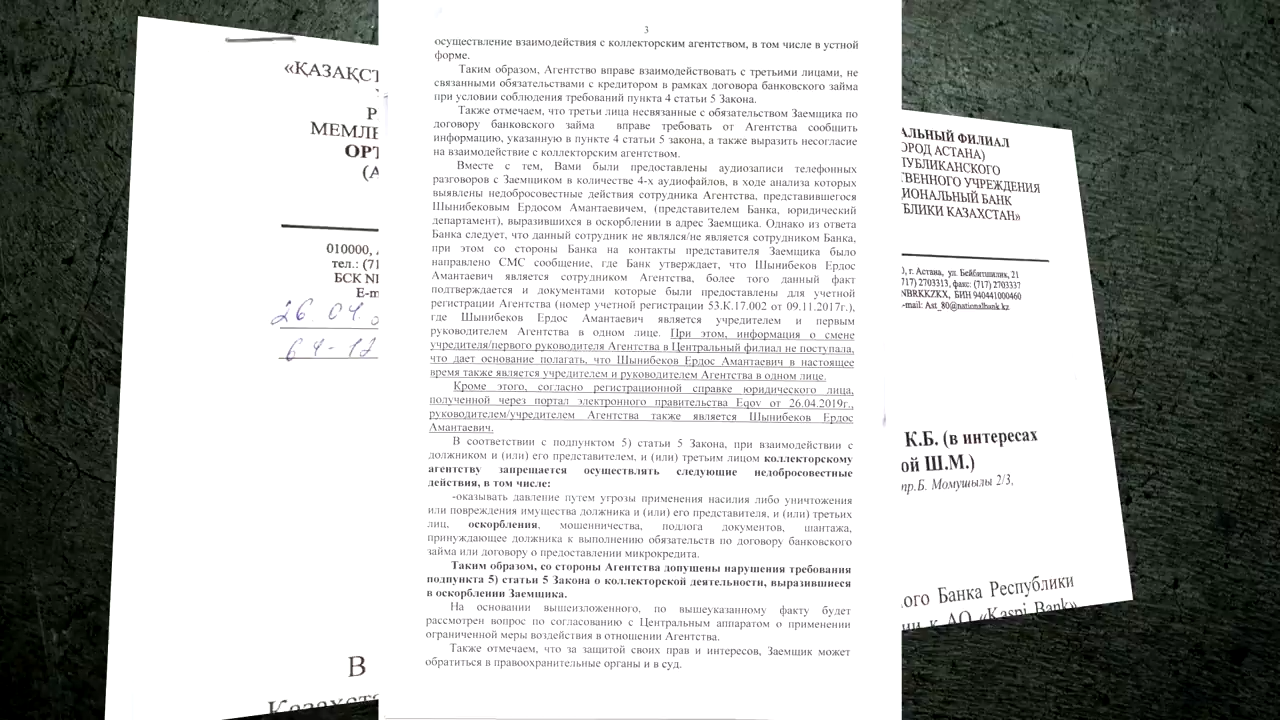 «ҚАЗАҚСТ
МЕМЛЕ
ОРТ
(А
010000,
тел.: (71
БСК
E-m
26 04
64-12
В
3
осуществление взаимодействия с коллекторским агентством, в том числе в устной
форме.
Таким образом, Агентство вправе взаимодействовать с третьими лицами, не
связанными обязательствами с кредитором в рамках договора банковского займа
при условии соблюдения требований пункта 4 статьи 5 Закона.
Также отмечаем, что третьи лица несвязанные с обязательством Заемщика по
договору банковского займа вправе требовать от Агентства сообщить
информацию, указанную в пункте 4 статьи 5 закона, а также выразить несогласие
на взаимодействие с коллекторским агентством.
Вместе с тем, Вами были предоставлены аудиозаписи телефонных
разговоров с Заемщиком в количестве 4-х аудиофайлов, в ходе анализа которых
выявлены недобросовестные действия сотрудника Агентства, представившегося
Шынибековым Ердосом Амантаевичем, (представителем Банка, юридический
департамент), выразившихся в оскорблении в адрес Заемщика. Однако из ответа
Банка следует, что данный сотрудник не являлся/не является сотрудником Банка,
при этом со стороны Банка на контакты представителя Заемщика было
направлено СМС сообщение, где Банк утверждает, что Шынибеков Ердос
Амантаевич является сотрудником Агентства, более того данный факт
подтверждается и документами которые были предоставлены для учетной
регистрации Агентства (номер учетной регистрации 53.К.17.002 от 09.11.2017г.),
где Шынибеков Ердос Амантаевич является учредителем и первым
руководителем Агентства в одном лице. При этом, информация о смене
учредителя/первого руководителя Агентства в Центральный филиал не поступала,
что дает основание полагать, что Шынибеков Ердос Амантаевич в настоящее
время также является учредителем и руководителем Агентства в одном лице.
Кроме этого, согласно регистрационной справке юридического лица,
полученной через портал электронного правительства Eqov от 26.04.2019г.,
руководителем/учредителем Агентства также является Шынибеков Ердос
Амантаевич.
В соответствии с подпунктом 5) статьи 5 Закона, при взаимодействии с
должником и (или) его представителем, и (или) третьим лицом коллекторскому
агентству запрещается осуществлять следующие недобросовестные
действия, в том числе:
-оказывать давление путем угрозы применения насилия либо уничтожения
или повреждения имущества должника и (или) его представителя, и (или) третьих
лиц, оскорбления, мошенничества, подлога документов, шантажа,
принуждающее должника к выполнению обязательств по договору банковского
займа или договору о предоставлении микрокредита.
Таким образом, со стороны Агентства допущены нарушения требования
подпункта 5) статьи 5 Закона о коллекторской деятельности, выразившиеся
в оскорблении Заемщика.
На основании вышеизложенного, по вышеуказанному факту будет
рассмотрен вопрос по согласованию с Центральным аппаратом о применении
ограниченной меры воздействия в отношении Агентства.
Также отмечаем, что за защитой своих прав и интересов, Заемщик может
обратиться в правоохранительные органы и в суд.
АЛЬНЫЙ ФИЛИАЛ
ОРОД АСТАНА)
ПУБЛИКАНСКОГО
СТВЕННОГО УЧРЕЖДЕНИЯ
ЦИОНАЛЬНЫЙ БАНК
БЛИКИ КАЗАХСТАН»
), г. Астана, ул. Бейбитшилик, 21
717) 2703313, факс: (717) 2703337
NBRKKZKX, БИН 940441000460
-mail: Ast_80@nationalbank.kz
К.Б. (в интересах
ой Ш.М.)
пр.Б. Момушылы 2/3,
ого Банка Республики
ии к АО «Kaspi Bank»